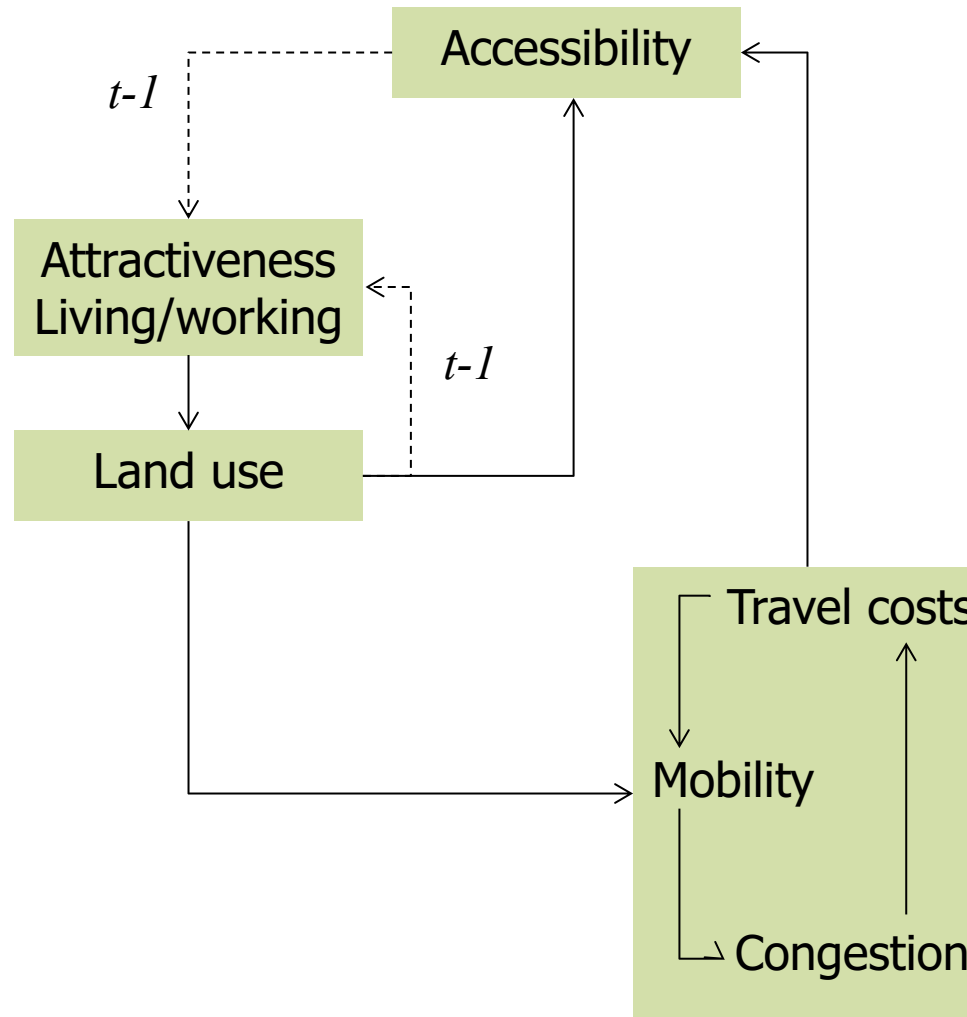 Accessibility
t-1
Attractiveness
Living/working
t-1
Land use
Travel costs
Mobility
Congestion